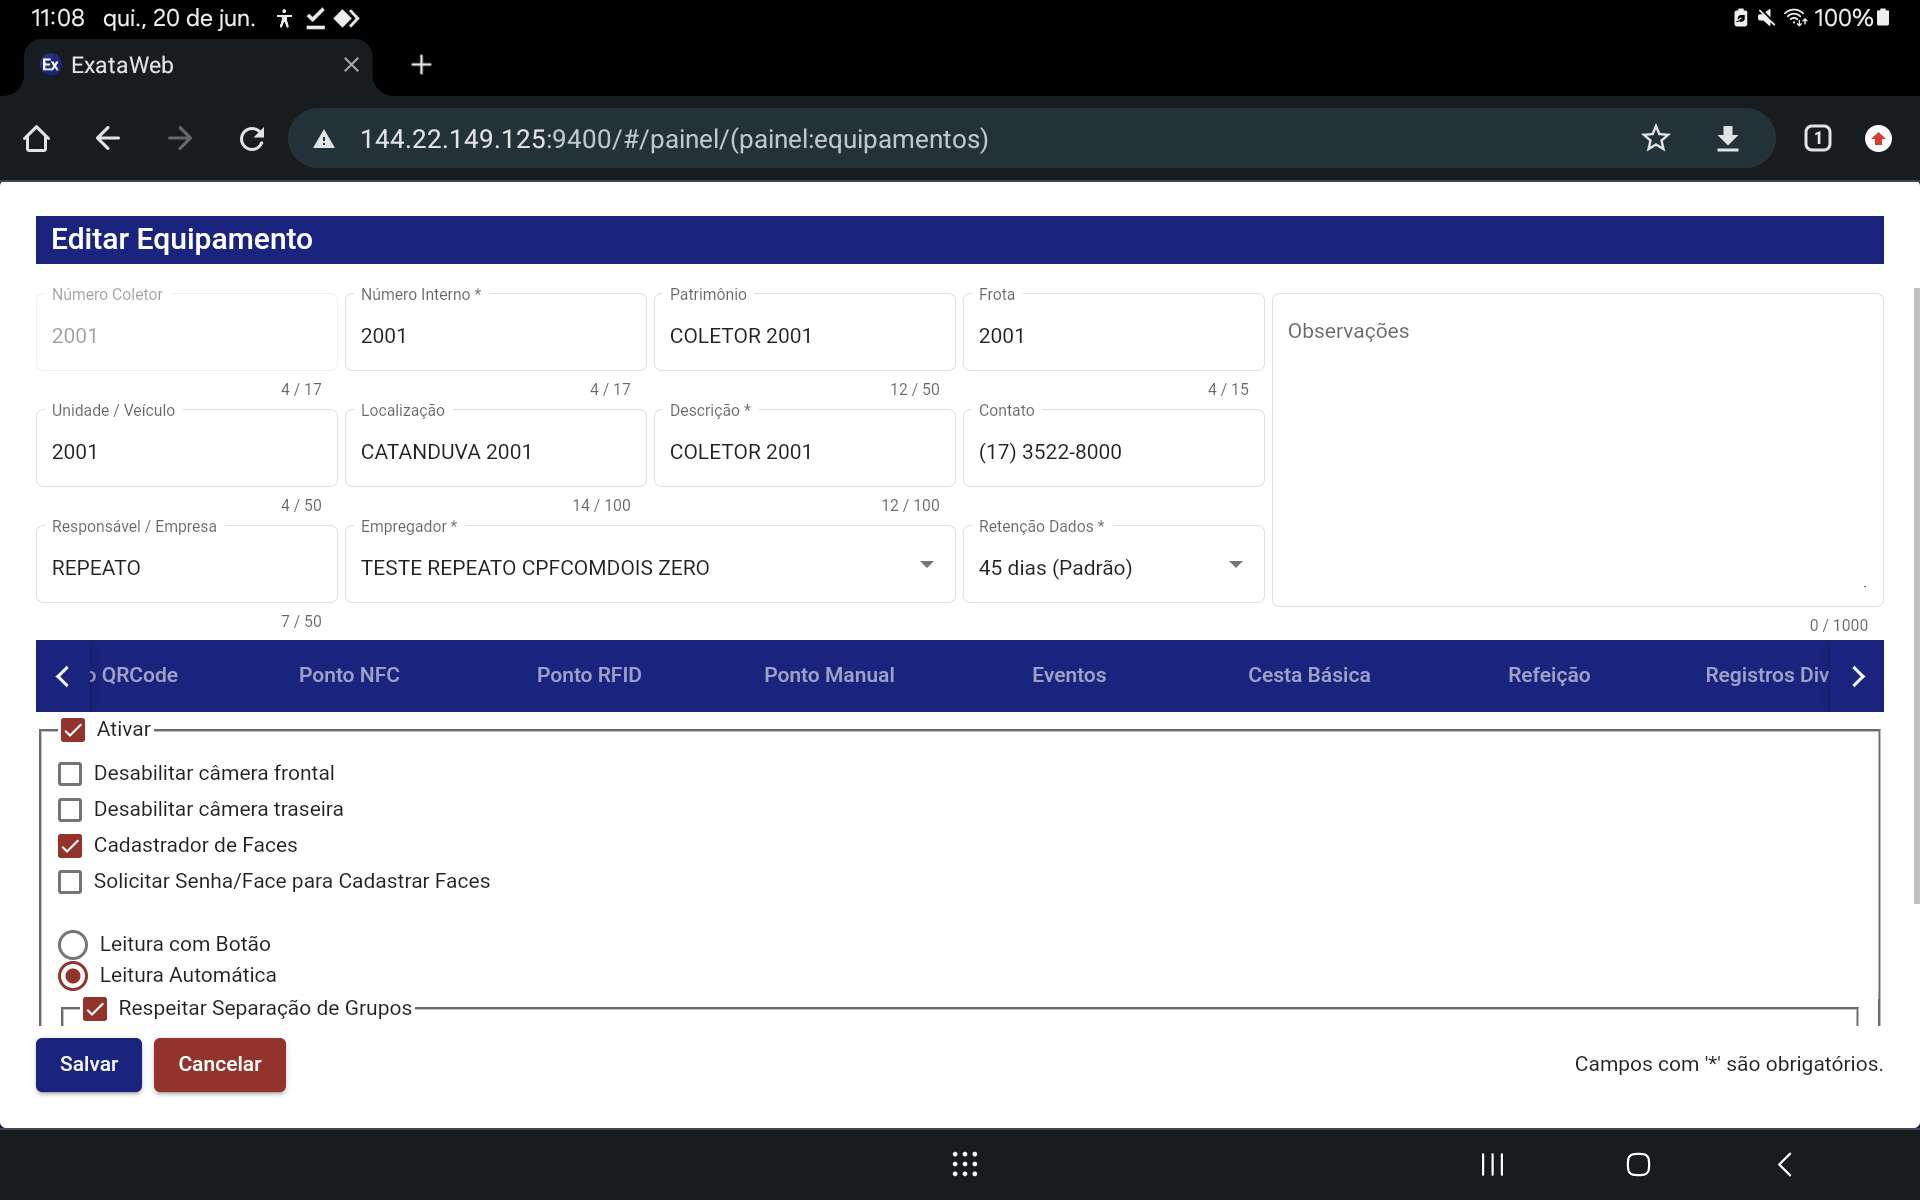 11:08 qui., 20 de jun. 100%
Ex ExataWeb
144.22.149.125:9400/#/painel/(painel:equipamentos) 1
Editar Equipamento
Número Coletor Número Interno * Patrimônio Frota
2001 2001 COLETOR 2001 2001 Observações
4 / 17 4 / 17 12 / 50 4 / 15
Unidade / Veículo Localização Descrição * Contato
2001 CATANDUVA 2001 COLETOR 2001 (17) 3522-8000
4 / 50 14 / 100 12 / 100
Responsável / Empresa Empregador * Retenção Dados *
REPEATO TESTE REPEATO CPFCOMDOIS ZERO 45 dias (Padrão)
7 / 50 0 / 1000
QRCode Ponto NFC Ponto RFID Ponto Manual Eventos Cesta Básica Refeição Registros Div
Ativar
Desabilitar câmera frontal
Desabilitar câmera traseira
Cadastrador de Faces
Solicitar Senha/Face para Cadastrar Faces
Leitura com Botão
Leitura Automática
Respeitar Separação de Grupos
Salvar Cancelar Campos com '*' são obrigatórios.